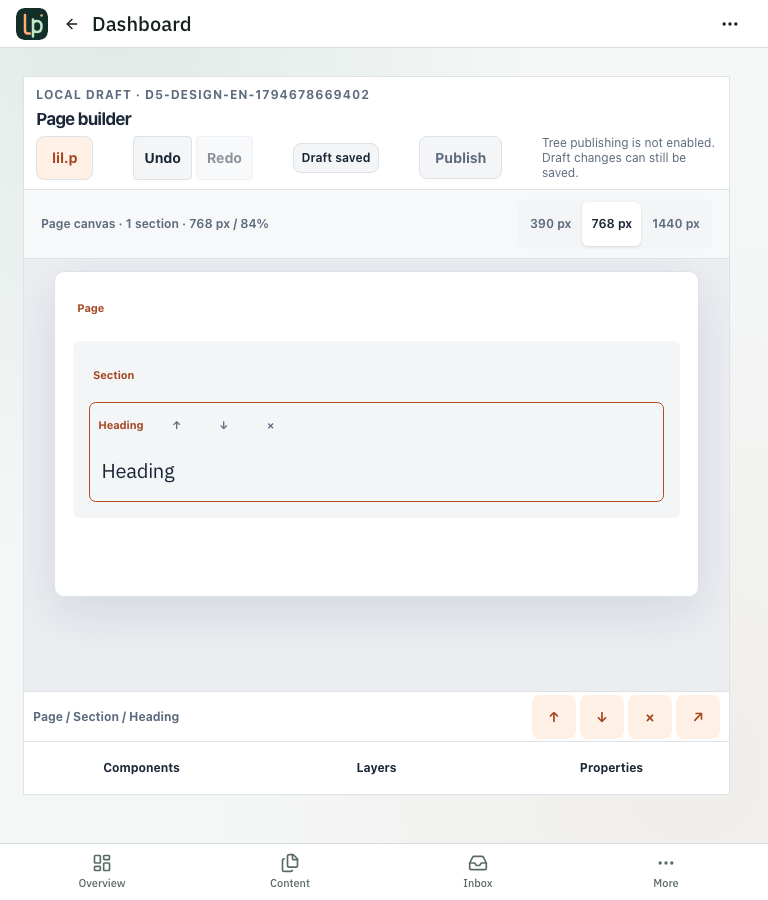 lp
Dashboard
LOCAL DRAFT · D5-DESIGN-EN-1794678669402
Page builder
lil.p
Undo
Redo
Draft saved
Publish
Tree publishing is not enabled.
Draft changes can still be
saved.
Page canvas · 1 section · 768 px / 84%
390 px
768 px
1440 px
Page
Section
Heading
Heading
Page / Section / Heading
Components
Layers
Properties
Overview
Content
Inbox
More